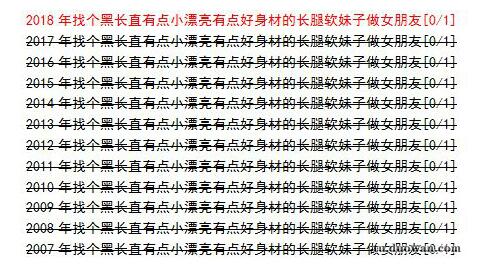 2018 年找个黑长直有点小漂亮有点好身材的长腿软妹子做女朋友[0/1]
2017 年找个黑长直有点小漂亮有点好身材的长腿软妹子做女朋友[0/1]
2016 年找个黑长直有点小漂亮有点好身材的长腿软妹子做女朋友[0/1]
2015 年找个黑长直有点小漂亮有点好身材的长腿软妹子做女朋友[0/1]
2014 年找个黑长直有点小漂亮有点好身材的长腿软妹子做女朋友[0/1]
2013 年找个黑长直有点小漂亮有点好身材的长腿软妹子做女朋友[0/1]
2012 年找个黑长直有点小漂亮有点好身材的长腿软妹子做女朋友[0/1]
2011 年找个黑长直有点小漂亮有点好身材的长腿软妹子做女朋友[0/1]
2010 年找个黑长直有点小漂亮有点好身材的长腿软妹子做女朋友[0/1]
2009 年找个黑长直有点小漂亮有点好身材的长腿软妹子做女朋友[0/1]
2008 年找个黑长直有点小漂亮有点好身材的长腿软妹子做女朋友[0/1]
2007 年找个黑长直有点小漂亮有点好身材的长腿软妹子做女朋友[0/1]